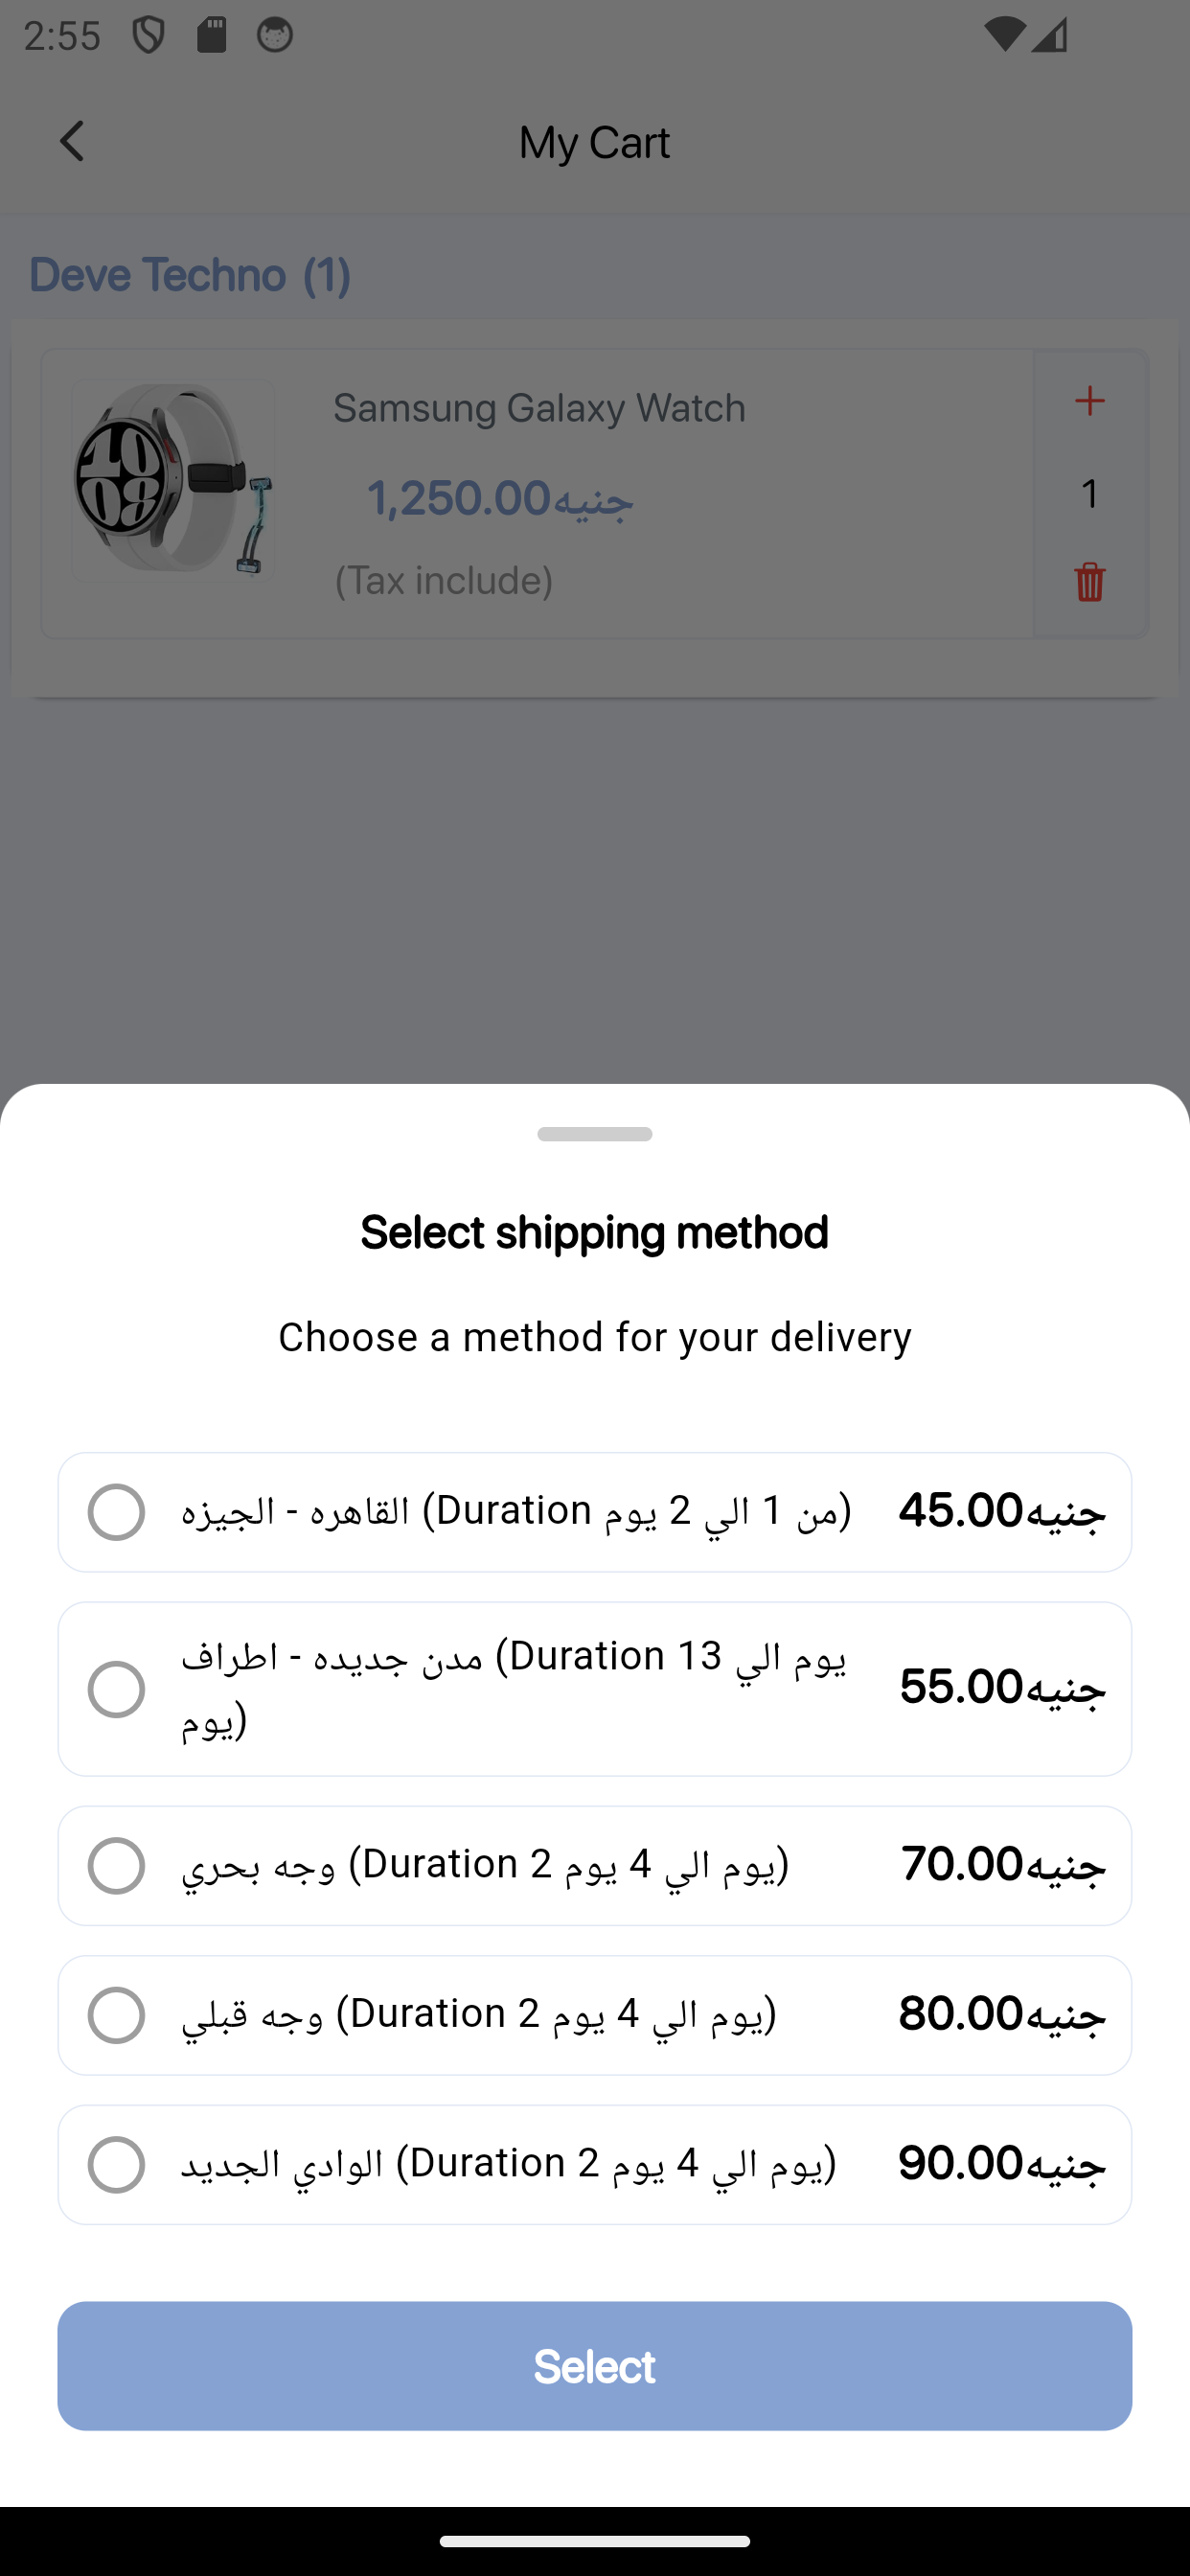 2:55
My Cart
Deve Techno (1)
Samsung Galaxy Watch
1,250.00جنيه
(Tax include)
1
10
08
Select shipping method
Choose a method for your delivery
القاهره - الجيزه (Duration من 1 الي 2 يوم) 45.00جنيه
مدن جديده - اطراف (Duration 13 يوم الي
يوم) 55.00جنيه
وجه بحري (Duration 2 يوم الي 4 يوم) 70.00جنيه
وجه قبلي (Duration 2 يوم الي 4 يوم) 80.00جنيه
الوادي الجديد (Duration 2 يوم الي 4 يوم) 90.00جنيه
Select